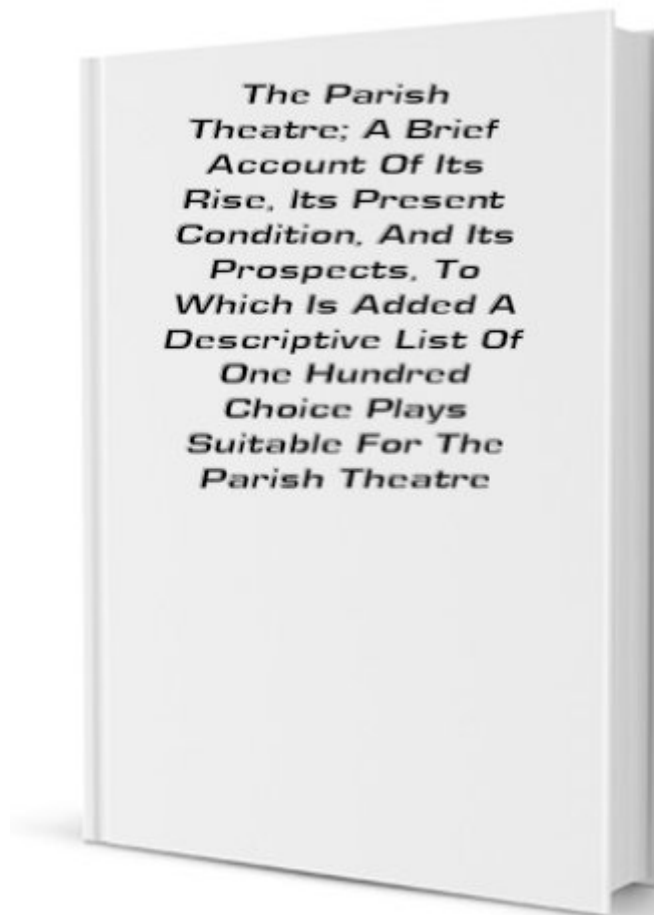 The Parish
Theatre; A Brief
Account Of Its
Rise, Its Present
Condition, And Its
Prospects, To
Which Is Added A
Descriptive List Of
One Hundred
Choice Plays
Suitable For The
Parish Theatre